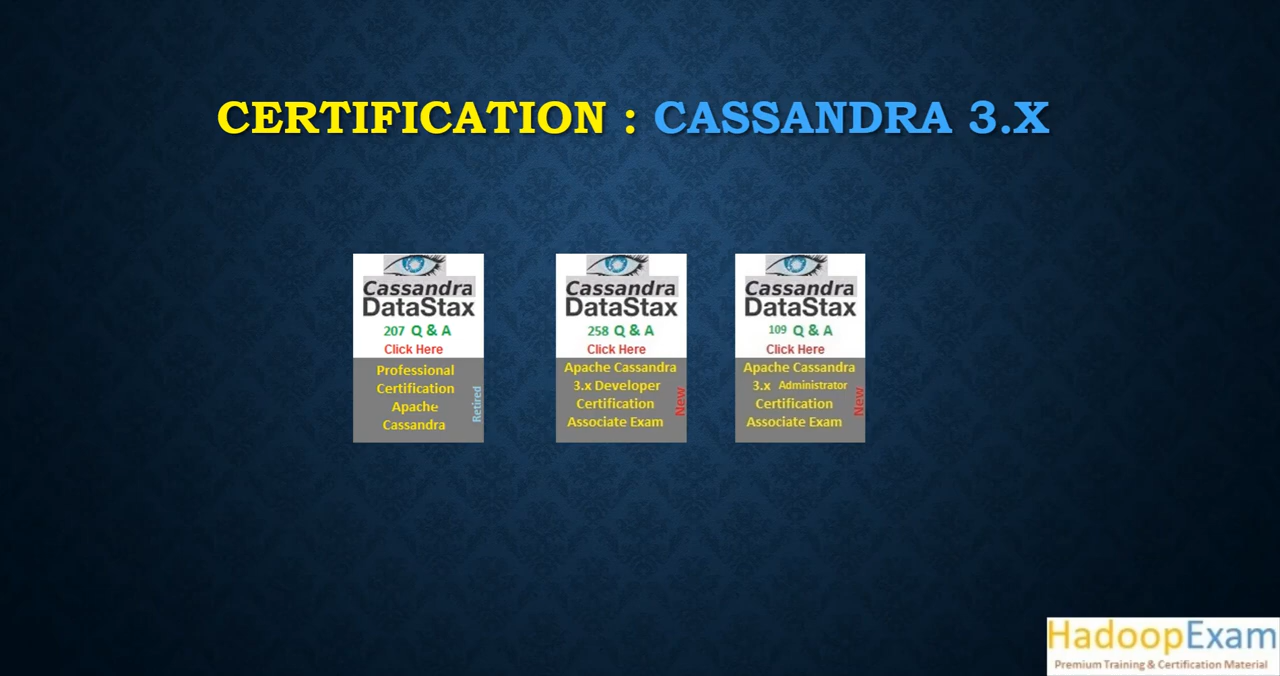 CERTIFICATION : CASSANDRA 3.X
Cassandra
DataStax
207 Q & A
Click Here
Professional
Certification
Apache
Cassandra
Retired
Cassandra
DataStax
258 Q & A
Click Here
Apache Cassandra
3.x Developer
Certification
Associate Exam
New
Cassandra
DataStax
109 Q & A
Click Here
Apache Cassandra
3.x Administrator
Certification
Associate Exam
New
HadoopExam
Premium Training & Certification Material